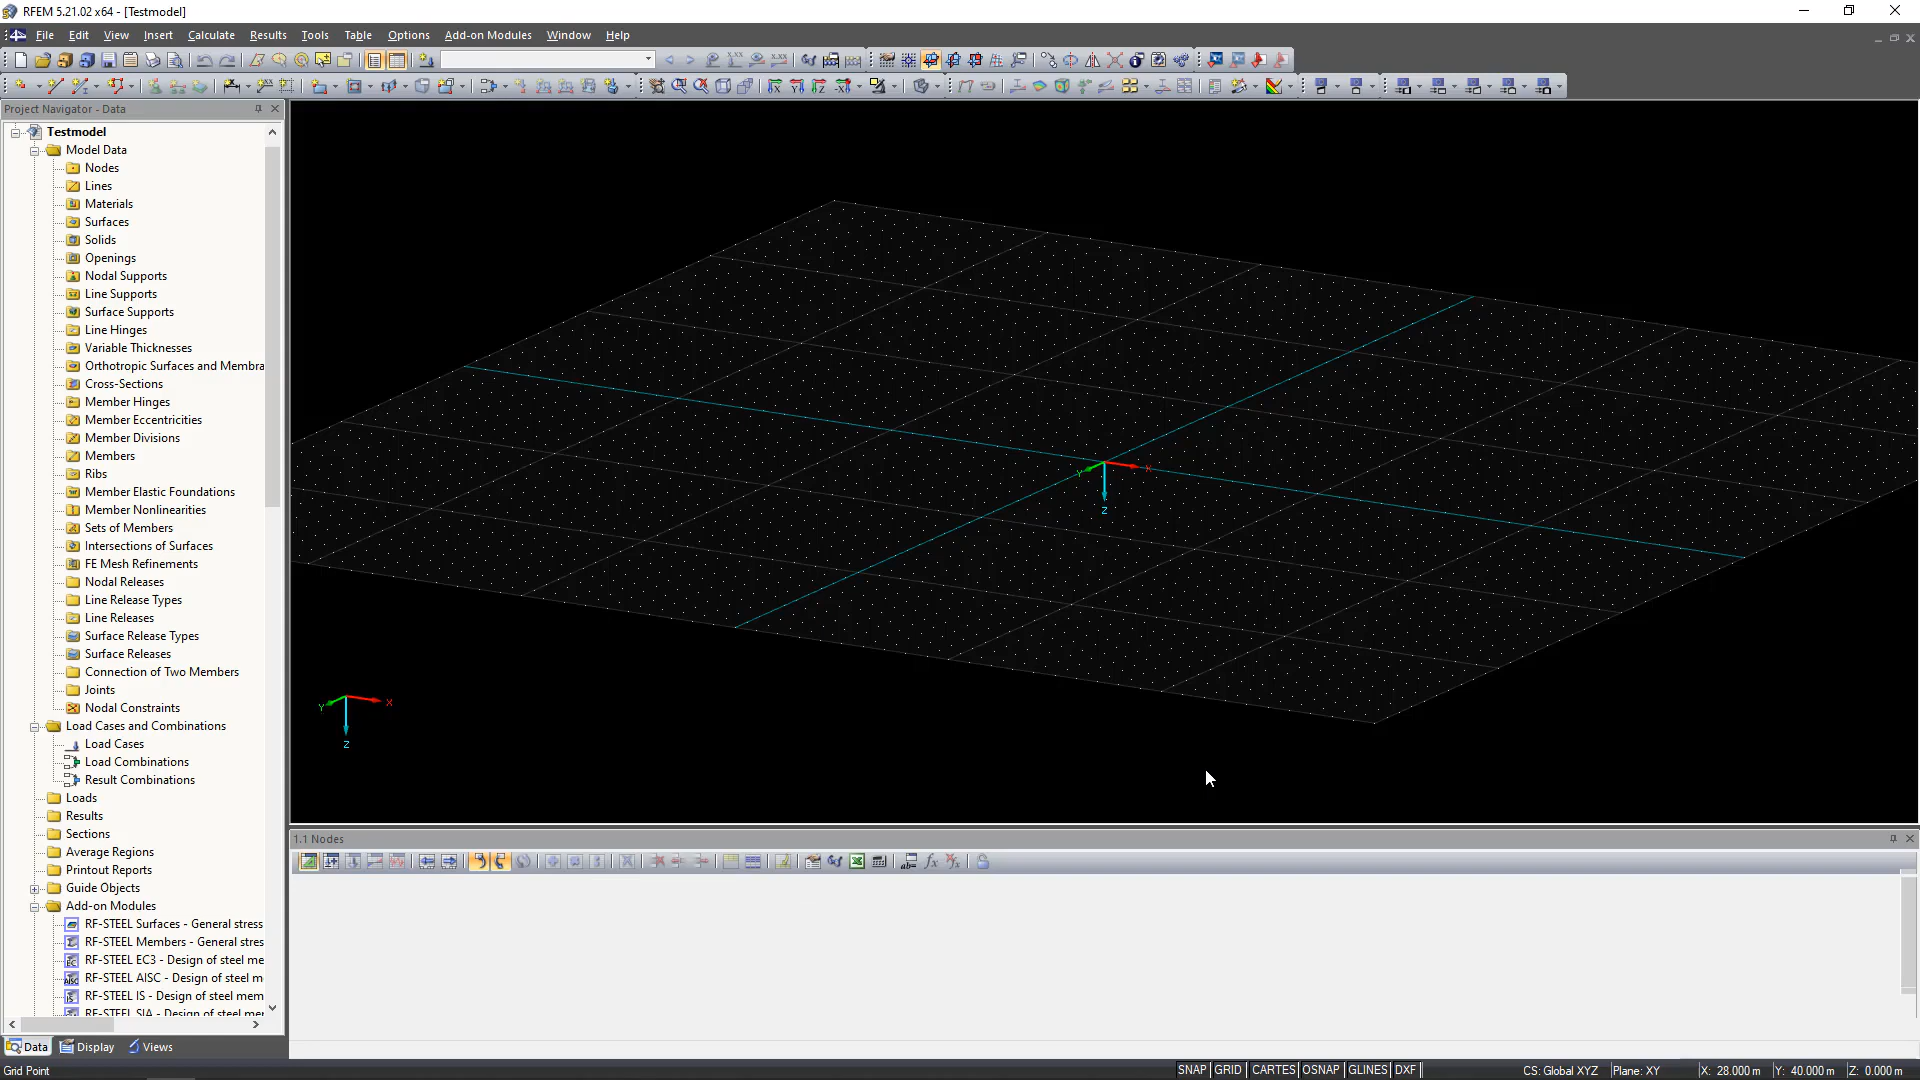 RFEM 5.21.02 x64 - [Testmodel]
File Edit View Insert Calculate Results Tools Table Options Add-on Modules Window Help
Project Navigator - Data
Testmodel
Model Data
Nodes
Lines
Materials
Surfaces
Solids
Openings
Nodal Supports
Line Supports
Surface Supports
Line Hinges
Variable Thicknesses
Orthotropic Surfaces and Membra
Cross-Sections
Member Hinges
Member Eccentricities
Member Divisions
Members
Ribs
Member Elastic Foundations
Member Nonlinearities
Sets of Members
Intersections of Surfaces
FE Mesh Refinements
Nodal Releases
Line Release Types
Line Releases
Surface Release Types
Surface Releases
Connection of Two Members
Joints
Nodal Constraints
Load Cases and Combinations
Load Cases
Load Combinations
Result Combinations
Loads
Results
Sections
Average Regions
Printout Reports
Guide Objects
Add-on Modules
RF-STEEL Surfaces - General stress
RF-STEEL Members - General stres
RF-STEEL EC3 - Design of steel me
RF-STEEL AISC - Design of steel m
RF-STEEL IS - Design of steel mem
RF-STEEL SIA - Design of steel mer
Data Display Views
Y X
Z
Y X
Z
1.1 Nodes
Grid Point
SNAP GRID CARTES OSNAP GLINES DXF
CS: Global XYZ Plane: XY X: 28.000 m Y: 40.000 m Z: 0.000 m